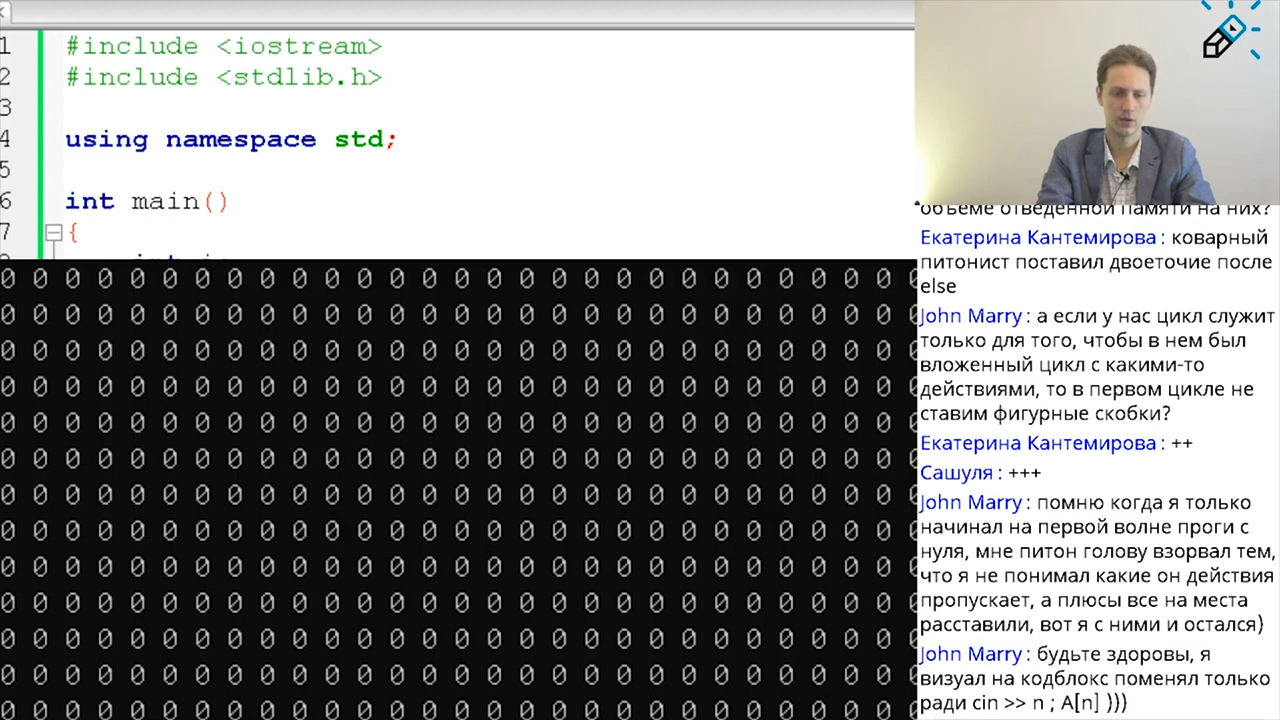 1 #include <iostream>
2 #include <stdlib.h>
3
4 using namespace std;
5
6 int main()
7 {
0 0 0 0 0 0 0 0 0 0 0 0 0 0 0 0 0 0 0 0 0 0 0 0 0 0 0 0 0
0 0 0 0 0 0 0 0 0 0 0 0 0 0 0 0 0 0 0 0 0 0 0 0 0 0 0 0 0
0 0 0 0 0 0 0 0 0 0 0 0 0 0 0 0 0 0 0 0 0 0 0 0 0 0 0 0 0
0 0 0 0 0 0 0 0 0 0 0 0 0 0 0 0 0 0 0 0 0 0 0 0 0 0 0 0 0
0 0 0 0 0 0 0 0 0 0 0 0 0 0 0 0 0 0 0 0 0 0 0 0 0 0 0 0 0
0 0 0 0 0 0 0 0 0 0 0 0 0 0 0 0 0 0 0 0 0 0 0 0 0 0 0 0 0
0 0 0 0 0 0 0 0 0 0 0 0 0 0 0 0 0 0 0 0 0 0 0 0 0 0 0 0 0
0 0 0 0 0 0 0 0 0 0 0 0 0 0 0 0 0 0 0 0 0 0 0 0 0 0 0 0 0
0 0 0 0 0 0 0 0 0 0 0 0 0 0 0 0 0 0 0 0 0 0 0 0 0 0 0 0 0
0 0 0 0 0 0 0 0 0 0 0 0 0 0 0 0 0 0 0 0 0 0 0 0 0 0 0 0 0
0 0 0 0 0 0 0 0 0 0 0 0 0 0 0 0 0 0 0 0 0 0 0 0 0 0 0 0 0
0 0 0 0 0 0 0 0 0 0 0 0 0 0 0 0 0 0 0 0 0 0 0 0 0 0 0 0 0
0 0 0 0 0 0 0 0 0 0 0 0 0 0 0 0 0 0 0 0 0 0 0 0 0 0 0 0 0
объеме отведенной памяти на них?
Екатерина Кантемирова : коварный
питонист поставил двоеточие после
else
John Marry : а если у нас цикл служит
только для того, чтобы в нем был
вложенный цикл с какими-то
действиями, то в первом цикле не
ставим фигурные скобки?
Екатерина Кантемирова : ++
Сашуля : +++
John Marry : помню когда я только
начинал на первой волне проги с
нуля, мне питон голову взорвал тем,
что я не понимал какие он действия
пропускает, а плюсы все на места
расставили, вот я с ними и остался)
John Marry : будьте здоровы, я
визуал на кодблокс поменял только
ради cin >> n ; A[n] )))